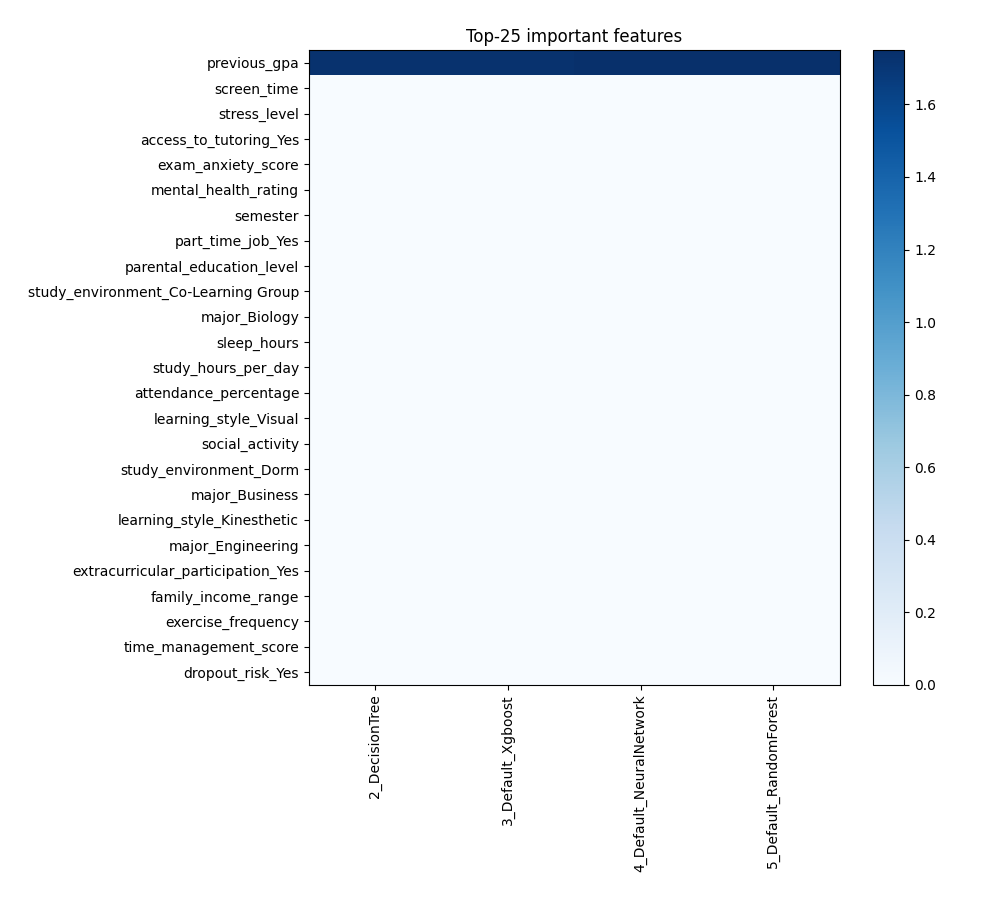 Top-25 important features
previous_gpa
screen_time
stress_level
access_to_tutoring_Yes
exam_anxiety_score
mental_health_rating
semester
part_time_job_Yes
parental_education_level
study_environment_Co-Learning Group
major_Biology
sleep_hours
study_hours_per_day
attendance_percentage
learning_style_Visual
social_activity
study_environment_Dorm
major_Business
learning_style_Kinesthetic
major_Engineering
extracurricular_participation_Yes
family_income_range
exercise_frequency
time_management_score
dropout_risk_Yes
2_DecisionTree
3_Default_Xgboost
4_Default_NeuralNetwork
5_Default_RandomForest
1.6
1.4
1.2
1.0
0.8
0.6
0.4
0.2
0.0